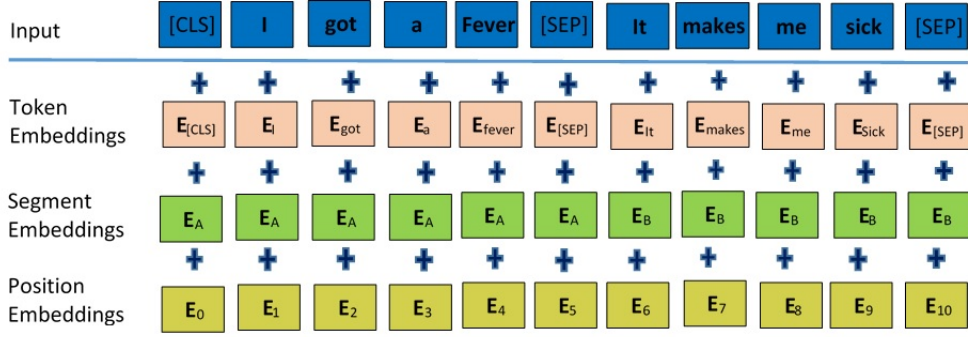 Input [CLS] I got a Fever [SEP] It makes me sick [SEP]
Token
Embeddings E[CLS] EI Egot Ea Efever E[SEP] EIt Emakes Eme ESick E[SEP]
Segment
Embeddings EA EA EA EA EA EA EB EB EB EB EB
Position
Embeddings E0 E1 E2 E3 E4 E5 E6 E7 E8 E9 E10